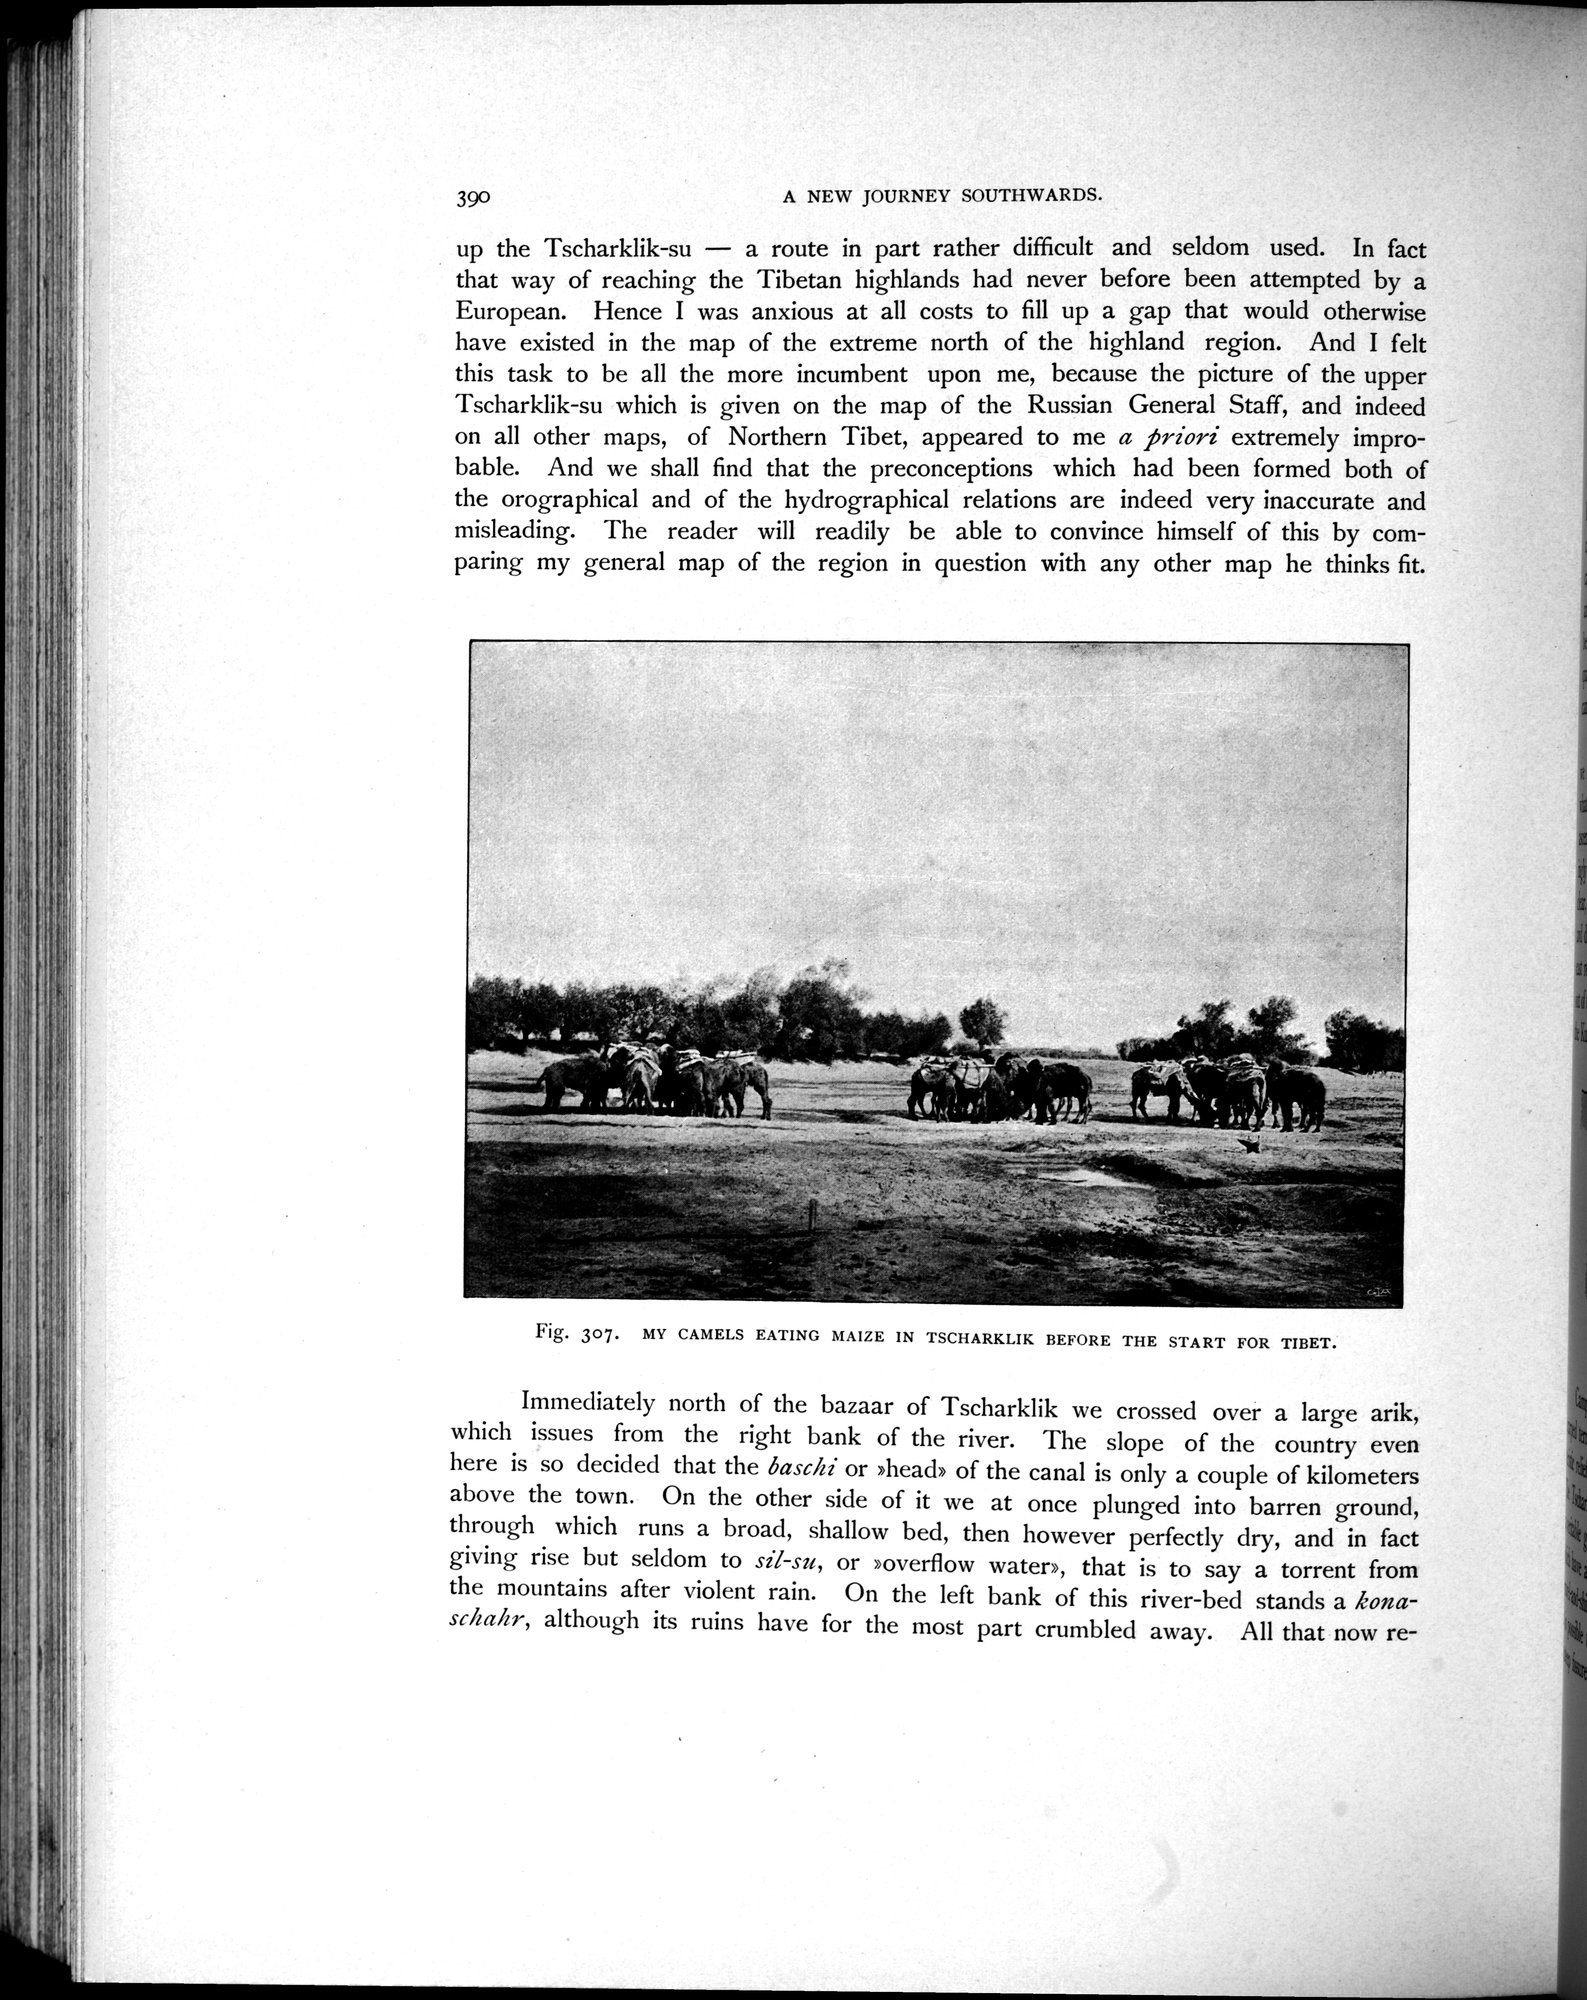 390
A NEW JOURNEY SOUTHWARDS.
up the Tscharklik-su — a route in part rather difficult and seldom used. In fact
that way of reaching the Tibetan highlands had never before been attempted by a
European. Hence I was anxious at all costs to fill up a gap that would otherwise
have existed in the map of the extreme north of the highland region. And I felt
this task to be all the more incumbent upon me, because the picture of the upper
Tscharklik-su which is given on the map of the Russian General Staff, and indeed
on all other maps, of Northern Tibet, appeared to me a priori extremely impro-
bable. And we shall find that the preconceptions which had been formed both of
the orographical and of the hydrographical relations are indeed very inaccurate and
misleading. The reader will readily be able to convince himself of this by com-
paring my general map of the region in question with any other map he thinks fit.
Fig. 307. MY CAMELS EATING MAIZE IN TSCHARKLIK BEFORE THE START FOR TIBET.
Immediately north of the bazaar of Tscharklik we crossed over a large arik,
which issues from the right bank of the river. The slope of the country even
here is so decided that the baschi or »head» of the canal is only a couple of kilometers
above the town. On the other side of it we at once plunged into barren ground,
through which runs a broad, shallow bed, then however perfectly dry, and in fact
giving rise but seldom to sil-su, or »overflow water», that is to say a torrent from
the mountains after violent rain. On the left bank of this river-bed stands a kona-
schahr, although its ruins have for the most part crumbled away. All that now re-